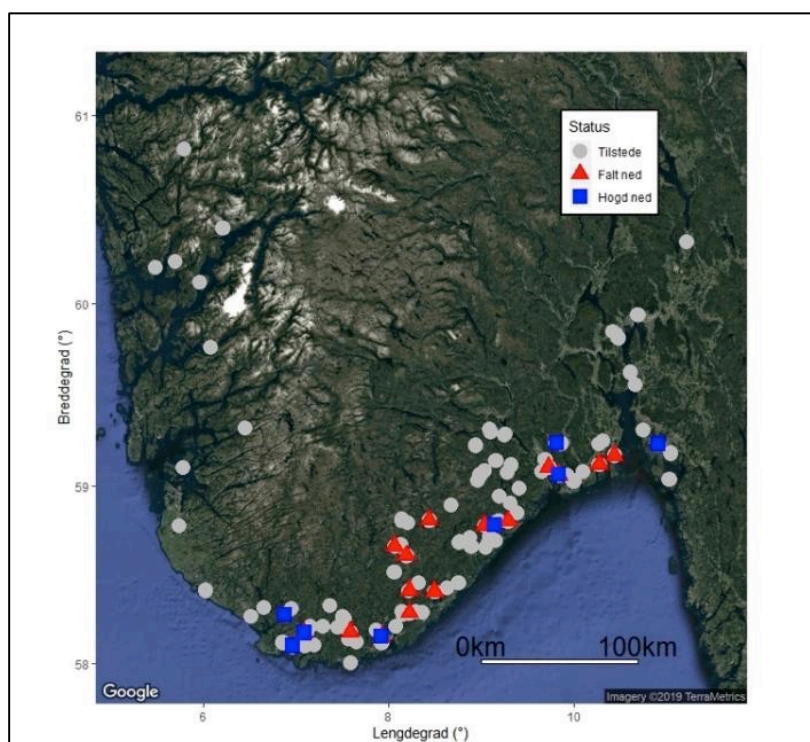 61
60
59
58
Breddegrad (°)
Status
Tilstede
Falt ned
Hogd ned
0km 100km
Google
Imagery ©2019 TerraMetrics
6 8 10
Lengdegrad (°)